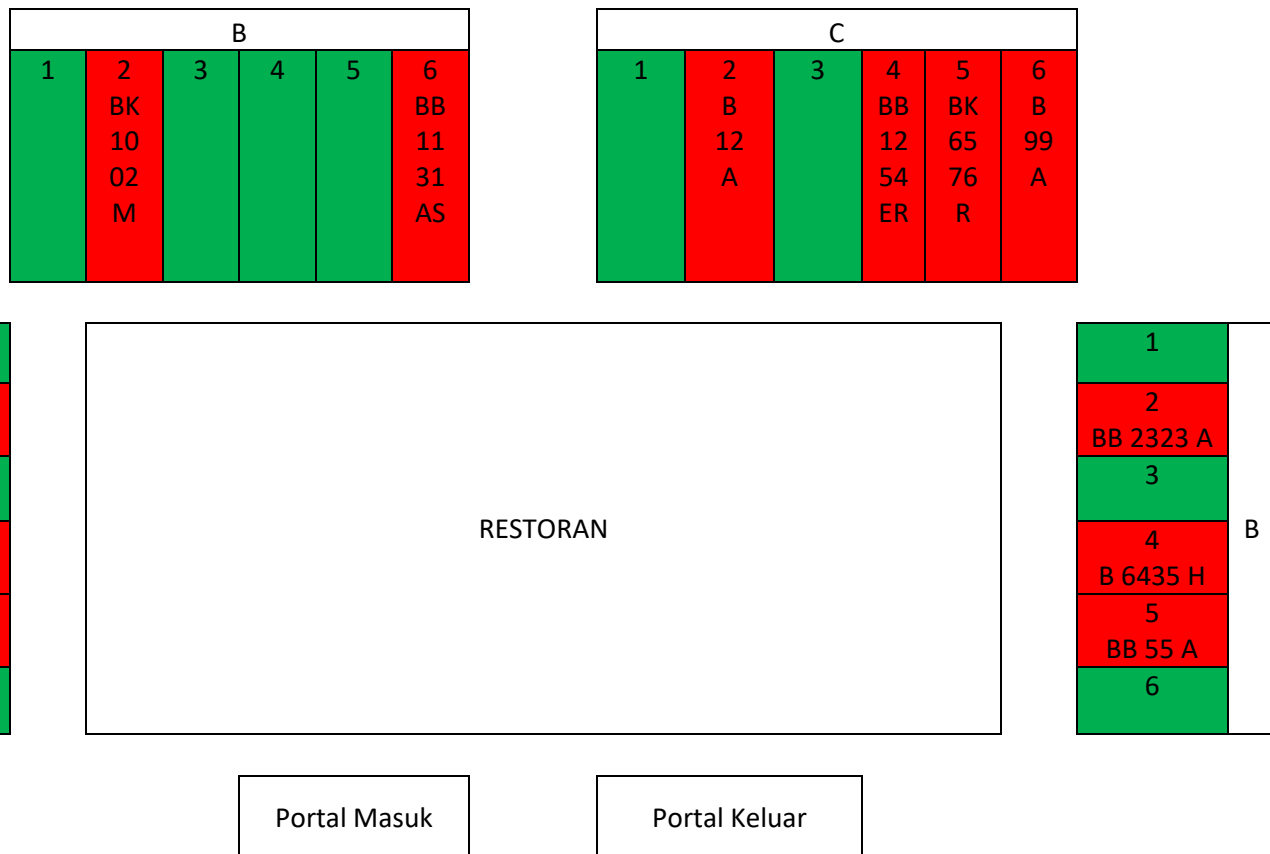 B
1 2 3 4 5 6
BK BB
10 11
02 31
M AS
C
1 2 3 4 5 6
B BB BK B
12 12 65 99
A 54 76 A
ER R
RESTORAN
1
2
BB 2323 A
3
4
B 6435 H
5
BB 55 A
6
B
Portal Masuk
Portal Keluar